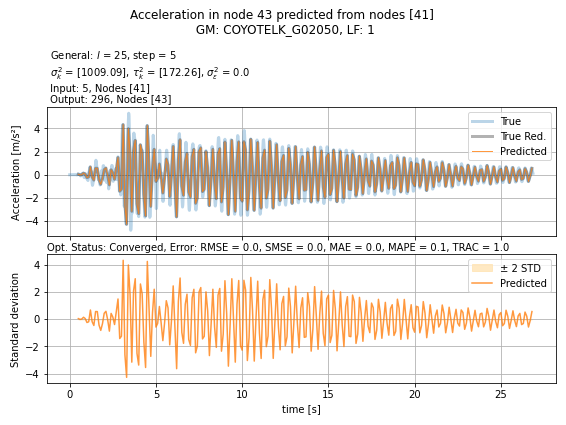 Acceleration in node 43 predicted from nodes [41]
GM: COYOTELK_G02050, LF: 1
General: l = 25, step = 5
σ²ₖ = [1009.09], τ²ₖ = [172.26], σ²ε = 0.0
Input: 5, Nodes [41]
Output: 296, Nodes [43]
True
True Red.
Predicted
4
2
0
−2
−4
Acceleration [m/s²]
Opt. Status: Converged, Error: RMSE = 0.0, SMSE = 0.0, MAE = 0.0, MAPE = 0.1, TRAC = 1.0
± 2 STD
Predicted
4
2
0
−2
−4
Standard deviation
0 5 10 15 20 25
time [s]